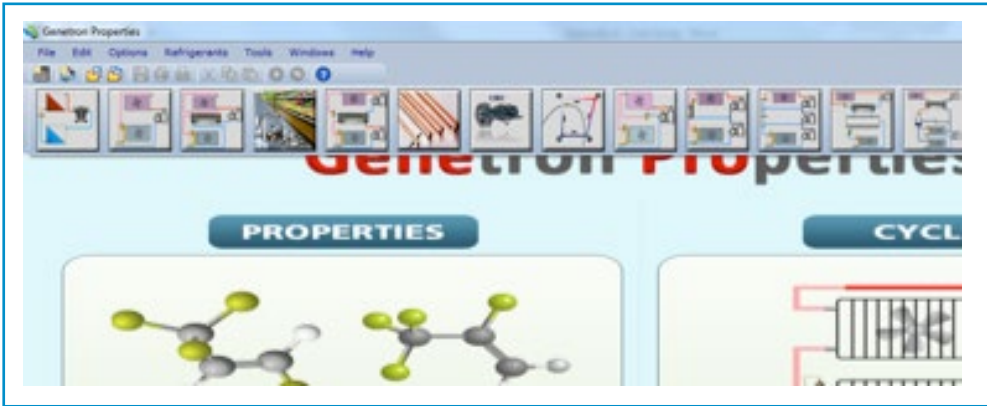 Genetron Properties
File Edit Options Refrigerants Tools Windows Help
Genetron Properties
PROPERTIES
CYCL